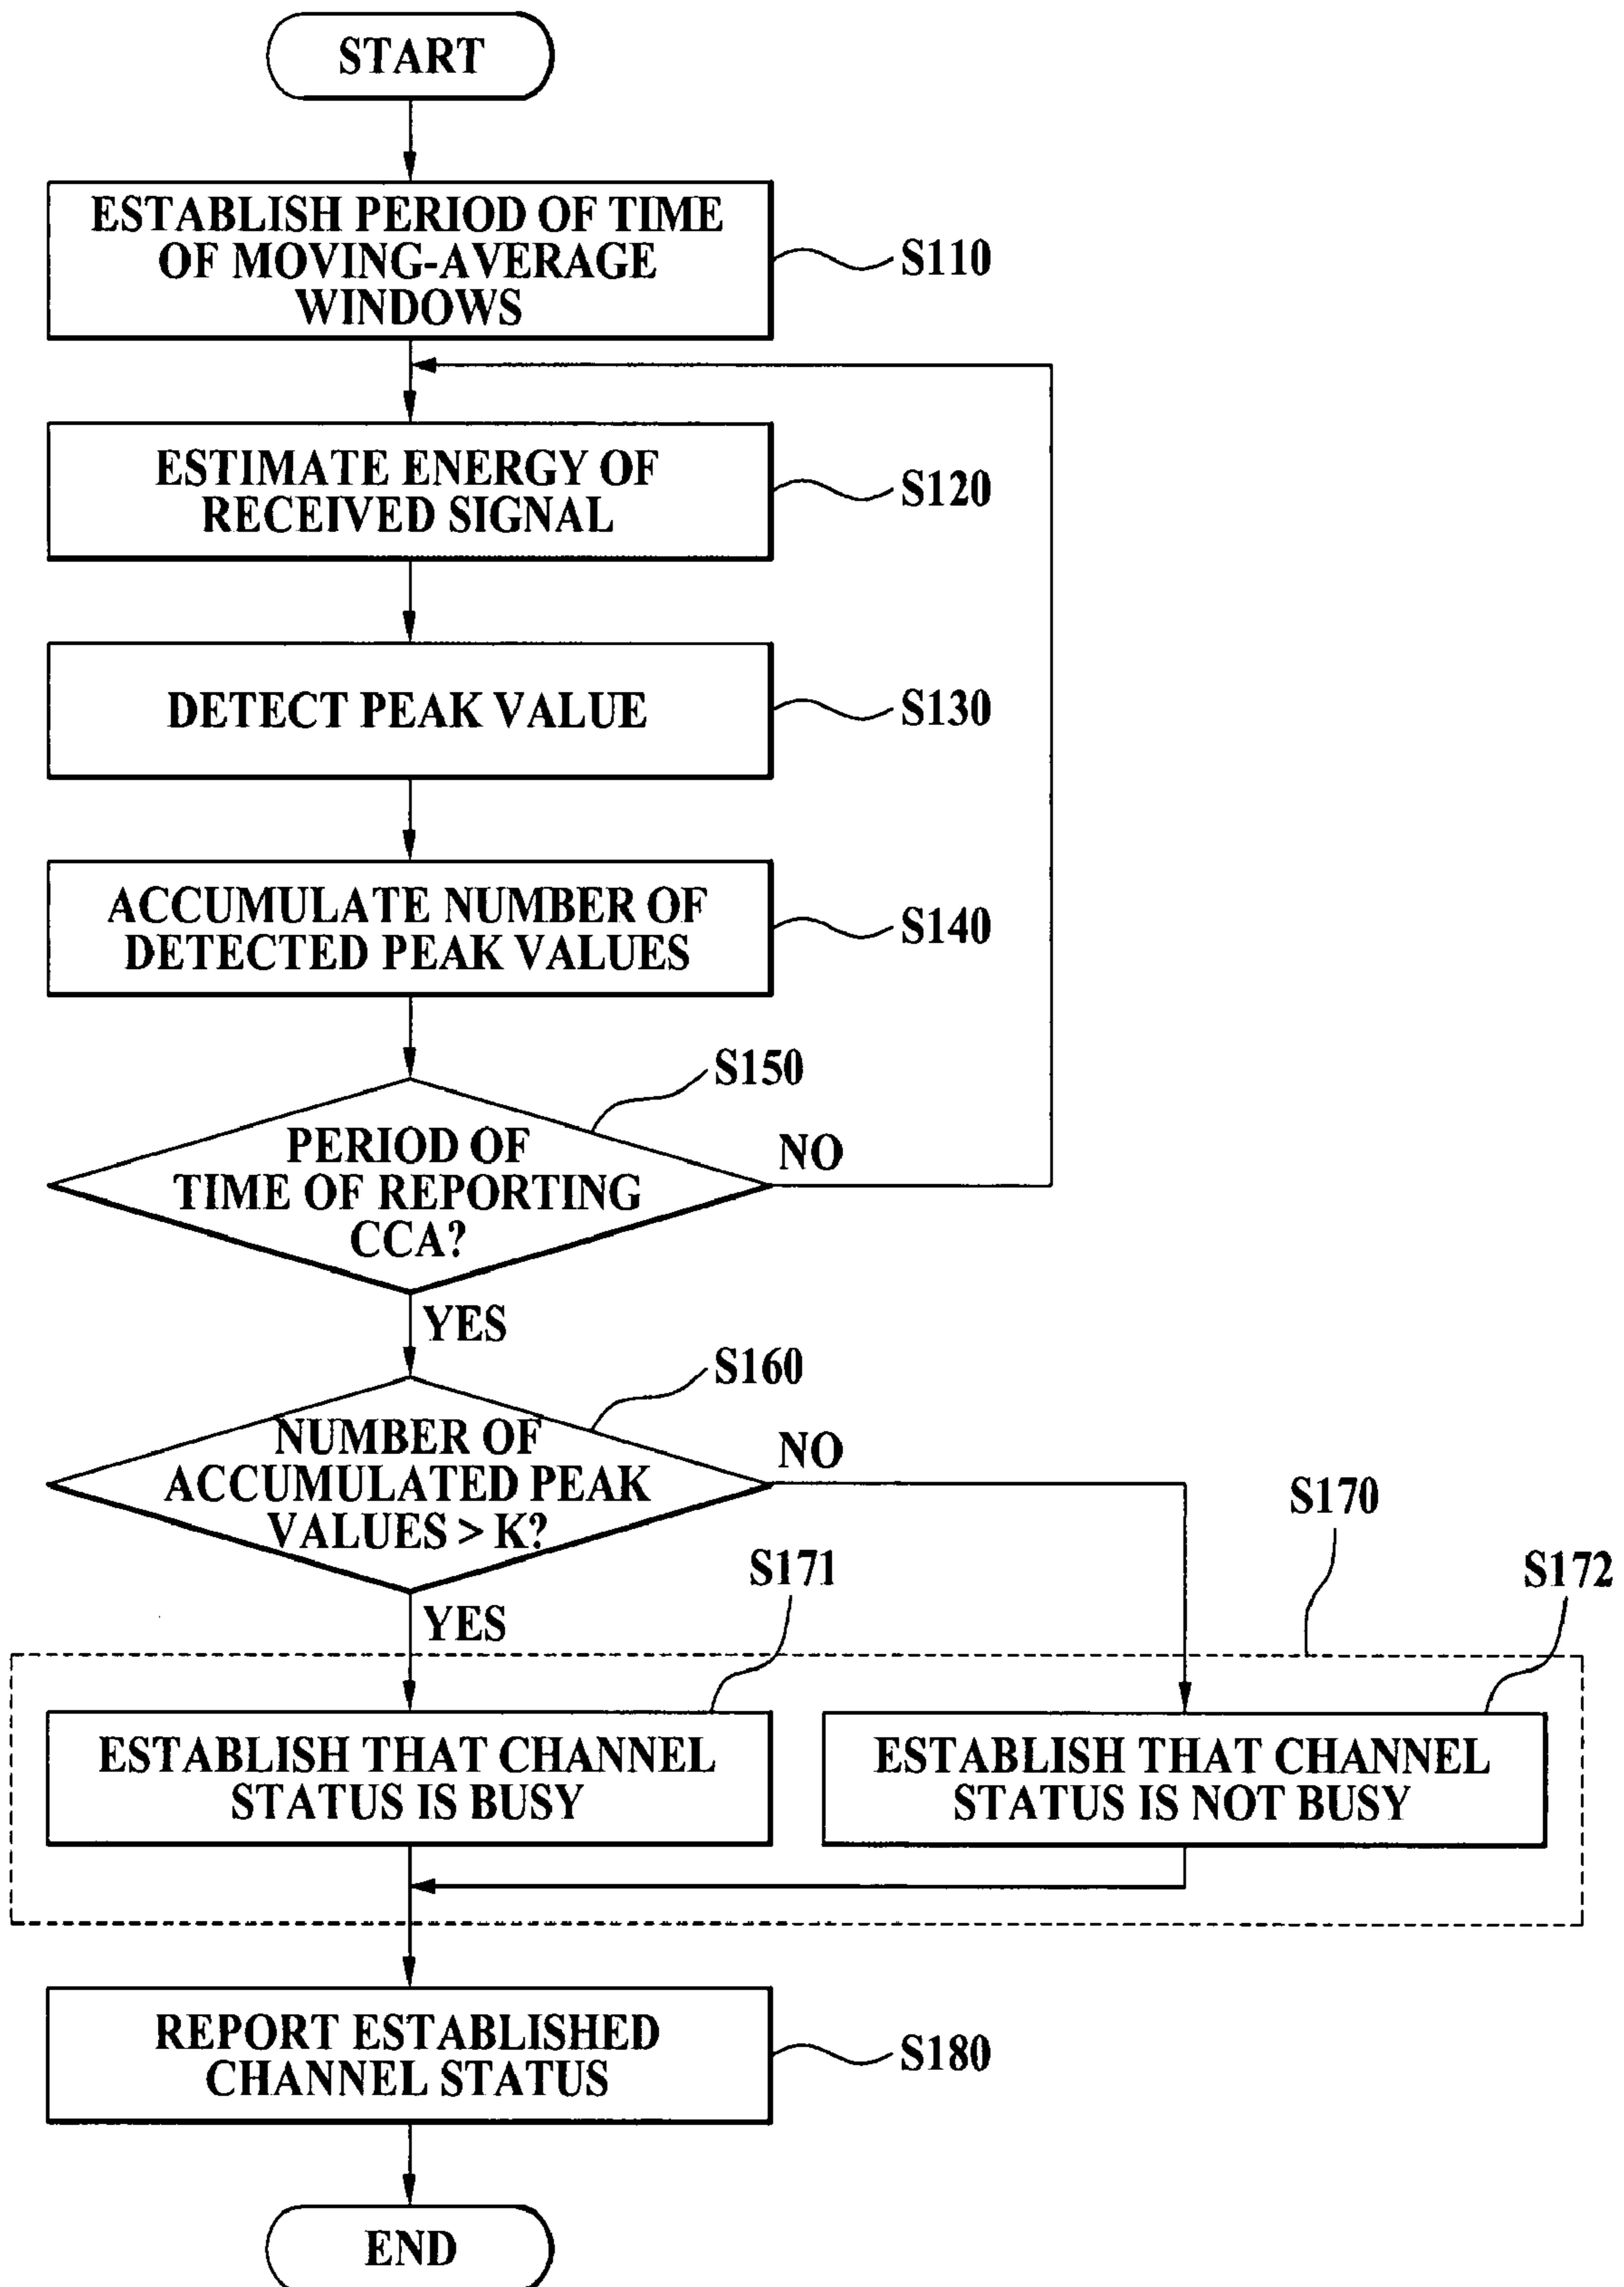 START
ESTABLISH PERIOD OF TIME
OF MOVING-AVERAGE
WINDOWS
S110
ESTIMATE ENERGY OF
RECEIVED SIGNAL
S120
DETECT PEAK VALUE
S130
ACCUMULATE NUMBER OF
DETECTED PEAK VALUES
S140
S150
PERIOD OF
TIME OF REPORTING
CCA?
NO
YES
S160
NUMBER OF
ACCUMULATED PEAK
VALUES > K?
NO
YES
S170
S171
S172
ESTABLISH THAT CHANNEL
STATUS IS BUSY
ESTABLISH THAT CHANNEL
STATUS IS NOT BUSY
REPORT ESTABLISHED
CHANNEL STATUS
S180
END